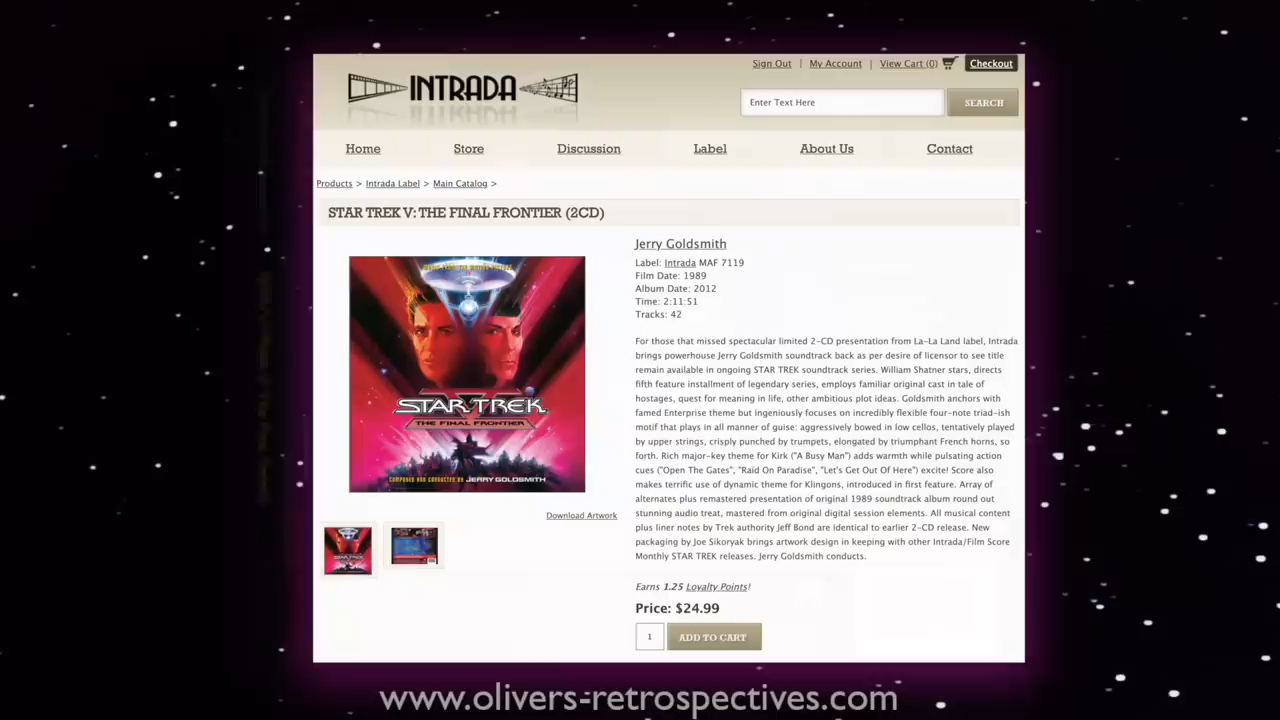 Sign Out | My Account | View Cart (0) Checkout
INTRADA
Enter Text Here SEARCH
Home Store Discussion Label About Us Contact
Products > Intrada Label > Main Catalog >
STAR TREK V: THE FINAL FRONTIER (2CD)
Jerry Goldsmith
Label: Intrada MAF 7119
Film Date: 1989
Album Date: 2012
Time: 2:11:51
Tracks: 42
MUSIC FROM THE MOTION PICTURE
STAR TREK
V
THE FINAL FRONTIER
COMPOSED AND CONDUCTED BY JERRY GOLDSMITH
Download Artwork
For those that missed spectacular limited 2-CD presentation from La-La Land label, Intrada
brings powerhouse Jerry Goldsmith soundtrack back as per desire of licensor to see title
remain available in ongoing STAR TREK soundtrack series. William Shatner stars, directs
fifth feature installment of legendary series, employs familiar original cast in tale of
hostages, quest for meaning in life, other ambitious plot ideas. Goldsmith anchors with
famed Enterprise theme but ingeniously focuses on incredibly flexible four-note triad-ish
motif that plays in all manner of guise: aggressively bowed in low cellos, tentatively played
by upper strings, crisply punched by trumpets, elongated by triumphant French horns, so
forth. Rich major-key theme for Kirk ("A Busy Man") adds warmth while pulsating action
cues ("Open The Gates", "Raid On Paradise", "Let's Get Out Of Here") excite! Score also
makes terrific use of dynamic theme for Klingons, introduced in first feature. Array of
alternates plus remastered presentation of original 1989 soundtrack album round out
stunning audio treat, mastered from original digital session elements. All musical content
plus liner notes by Trek authority Jeff Bond are identical to earlier 2-CD release. New
packaging by Joe Sikoryak brings artwork design in keeping with other Intrada/Film Score
Monthly STAR TREK releases. Jerry Goldsmith conducts.
Earns 1.25 Loyalty Points!
Price: $24.99
1 ADD TO CART
www.olivers-retrospectives.com